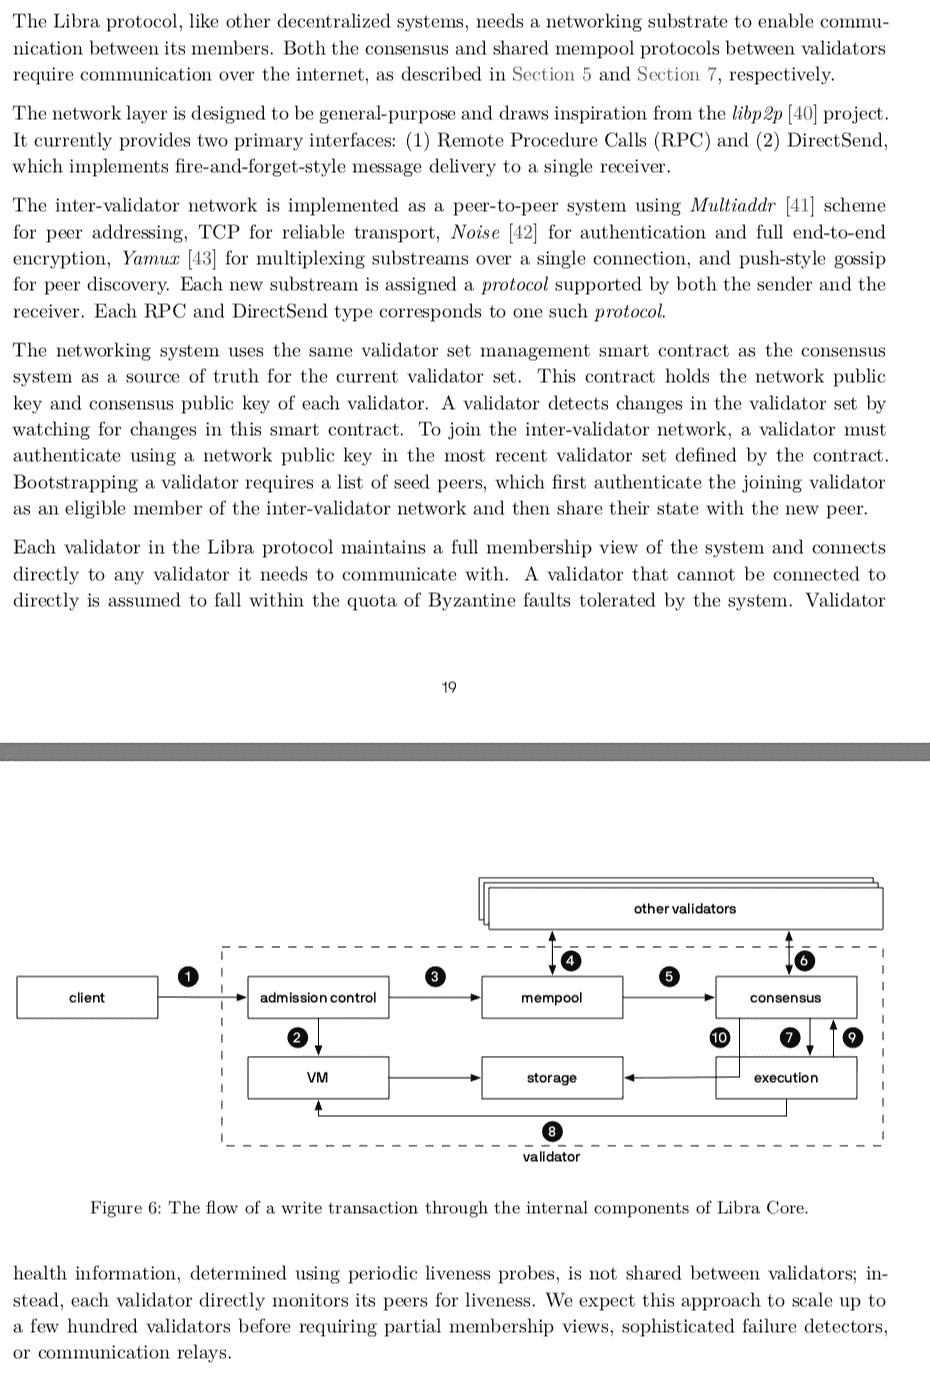 The Libra protocol, like other decentralized systems, needs a networking substrate to enable commu-
nication between its members. Both the consensus and shared mempool protocols between validators
require communication over the internet, as described in Section 5 and Section 7, respectively.
The network layer is designed to be general-purpose and draws inspiration from the libp2p [40] project.
It currently provides two primary interfaces: (1) Remote Procedure Calls (RPC) and (2) DirectSend,
which implements fire-and-forget-style message delivery to a single receiver.
The inter-validator network is implemented as a peer-to-peer system using Multiaddr [41] scheme
for peer addressing, TCP for reliable transport, Noise [42] for authentication and full end-to-end
encryption, Yamux [43] for multiplexing substreams over a single connection, and push-style gossip
for peer discovery. Each new substream is assigned a protocol supported by both the sender and the
receiver. Each RPC and DirectSend type corresponds to one such protocol.
The networking system uses the same validator set management smart contract as the consensus
system as a source of truth for the current validator set. This contract holds the network public
key and consensus public key of each validator. A validator detects changes in the validator set by
watching for changes in this smart contract. To join the inter-validator network, a validator must
authenticate using a network public key in the most recent validator set defined by the contract.
Bootstrapping a validator requires a list of seed peers, which first authenticate the joining validator
as an eligible member of the inter-validator network and then share their state with the new peer.
Each validator in the Libra protocol maintains a full membership view of the system and connects
directly to any validator it needs to communicate with. A validator that cannot be connected to
directly is assumed to fall within the quota of Byzantine faults tolerated by the system. Validator
19
other validators
4
6
1
3
5
client
admission control
mempool
consensus
2
10
7
9
VM
storage
execution
8
validator
Figure 6: The flow of a write transaction through the internal components of Libra Core.
health information, determined using periodic liveness probes, is not shared between validators; in-
stead, each validator directly monitors its peers for liveness. We expect this approach to scale up to
a few hundred validators before requiring partial membership views, sophisticated failure detectors,
or communication relays.